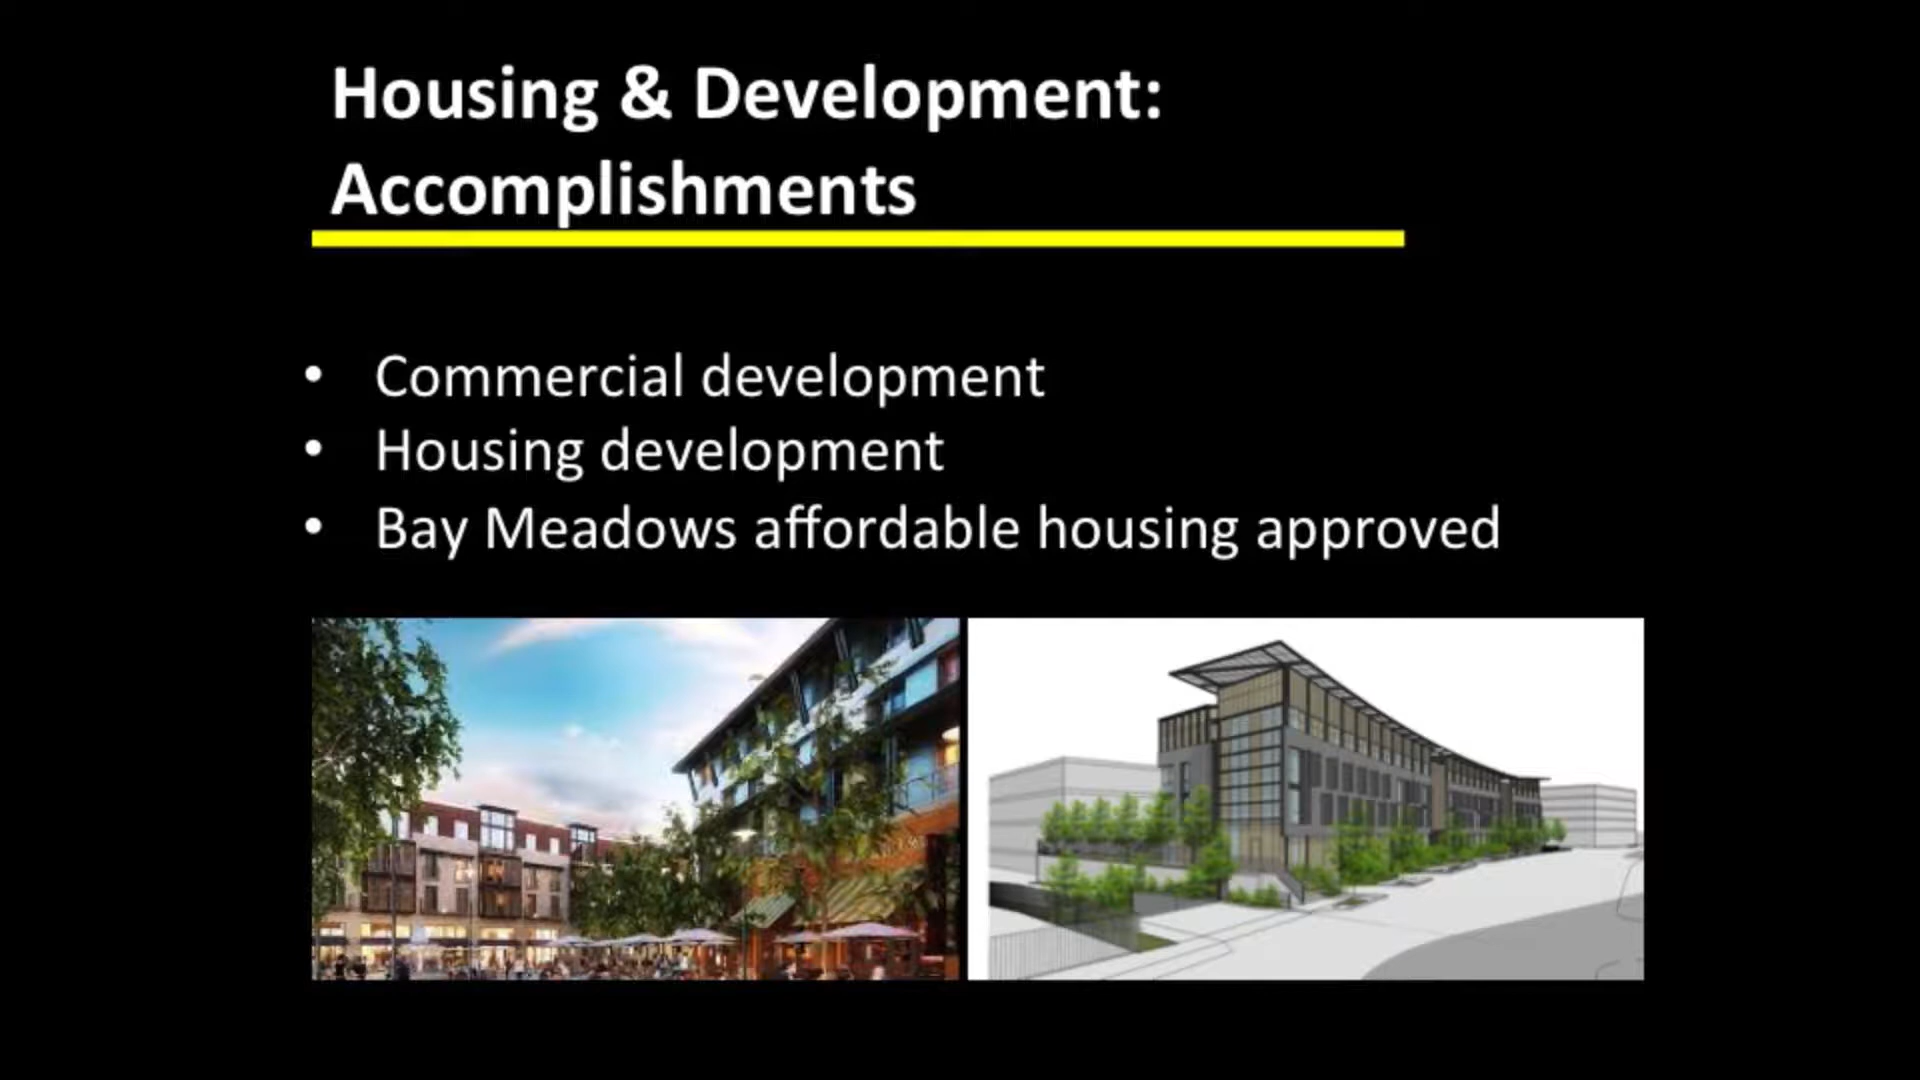 Housing & Development:
Accomplishments
• Commercial development
• Housing development
• Bay Meadows affordable housing approved